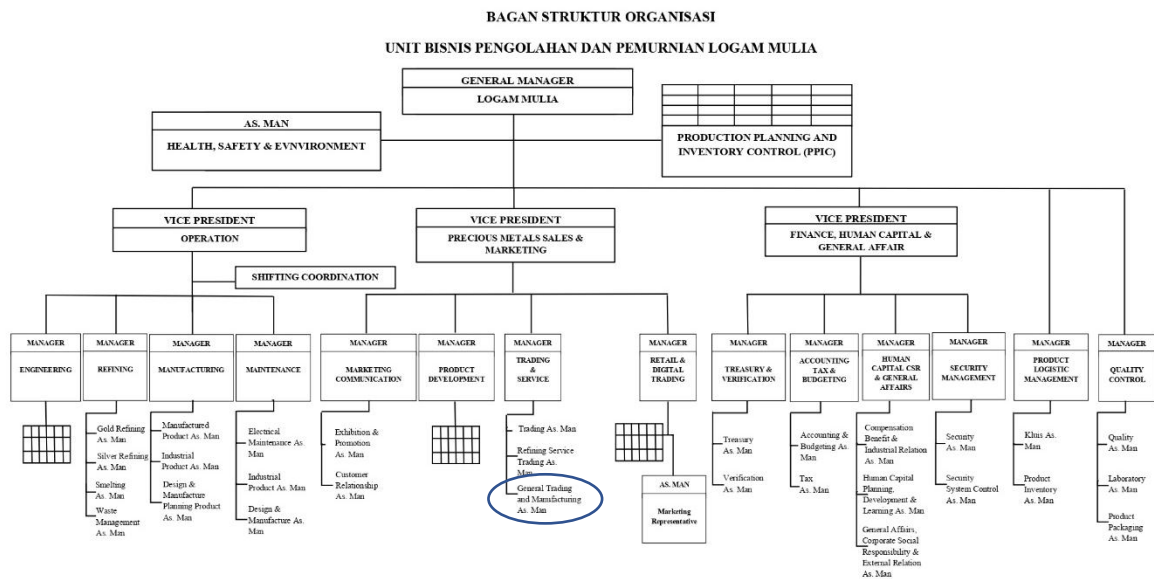 BAGAN STRUKTUR ORGANISASI
UNIT BISNIS PENGOLAHAN DAN PEMURNIAN LOGAM MULIA
GENERAL MANAGER
LOGAM MULIA
AS. MAN
HEALTH, SAFETY & EVNVIRONMENT
PRODUCTION PLANNING AND
INVENTORY CONTROL (PPIC)
VICE PRESIDENT
OPERATION
VICE PRESIDENT
PRECIOUS METALS SALES &
MARKETING
VICE PRESIDENT
FINANCE, HUMAN CAPITAL &
GENERAL AFFAIR
SHIFTING COORDINATION
MANAGER
ENGINEERING
MANAGER
REFINING
Gold Refining
As. Man
Silver Refining
As. Man
Smelting
As. Man
Waste
Management
As. Man
MANAGER
MANUFACTURING
Manufactured
Product As. Man
Industrial
Product As. Man
Design &
Manufacture
Planning Product
As. Man
MANAGER
MAINTENANCE
Electrical
Maintenance As.
Man
Industrial
Product As. Man
Design &
Manufacture As. Man
MANAGER
MARKETING
COMMUNICATION
Exhibition &
Promotion As.
Man
Customer
Relationship
As. Man
MANAGER
PRODUCT
DEVELOPMENT
MANAGER
TRADING
&
SERVICE
Trading As. Man
Refining Service
Trading As.
Man
General Trading
and Manufacturing
As. Man
MANAGER
RETAIL &
DIGITAL
TRADING
AS. MAN
Marketing
Representative
MANAGER
TREASURY &
VERIFICATION
Treasury
As. Man
Verification
As. Man
MANAGER
ACCOUNTING
TAX &
BUDGETING
Accounting &
Budgeting As.
Man
Tax
As. Man
MANAGER
HUMAN
CAPITAL CSR
& GENERAL
AFFAIRS
Compensation
Benefit &
Industrial Relation
As. Man
Human Capital
Planning,
Development &
Learning As. Man
General Affairs,
Corporate Social
Responsibility &
External Relation
As. Man
MANAGER
SECURITY
MANAGEMENT
Security
As. Man
Security
System Control
As. Man
MANAGER
PRODUCT
LOGISTIC
MANAGEMENT
Kluis As.
Man
Product
Inventory As.
Man
MANAGER
QUALITY
CONTROL
Quality
As. Man
Laboratory
As. Man
Product
Packaging
As. Man